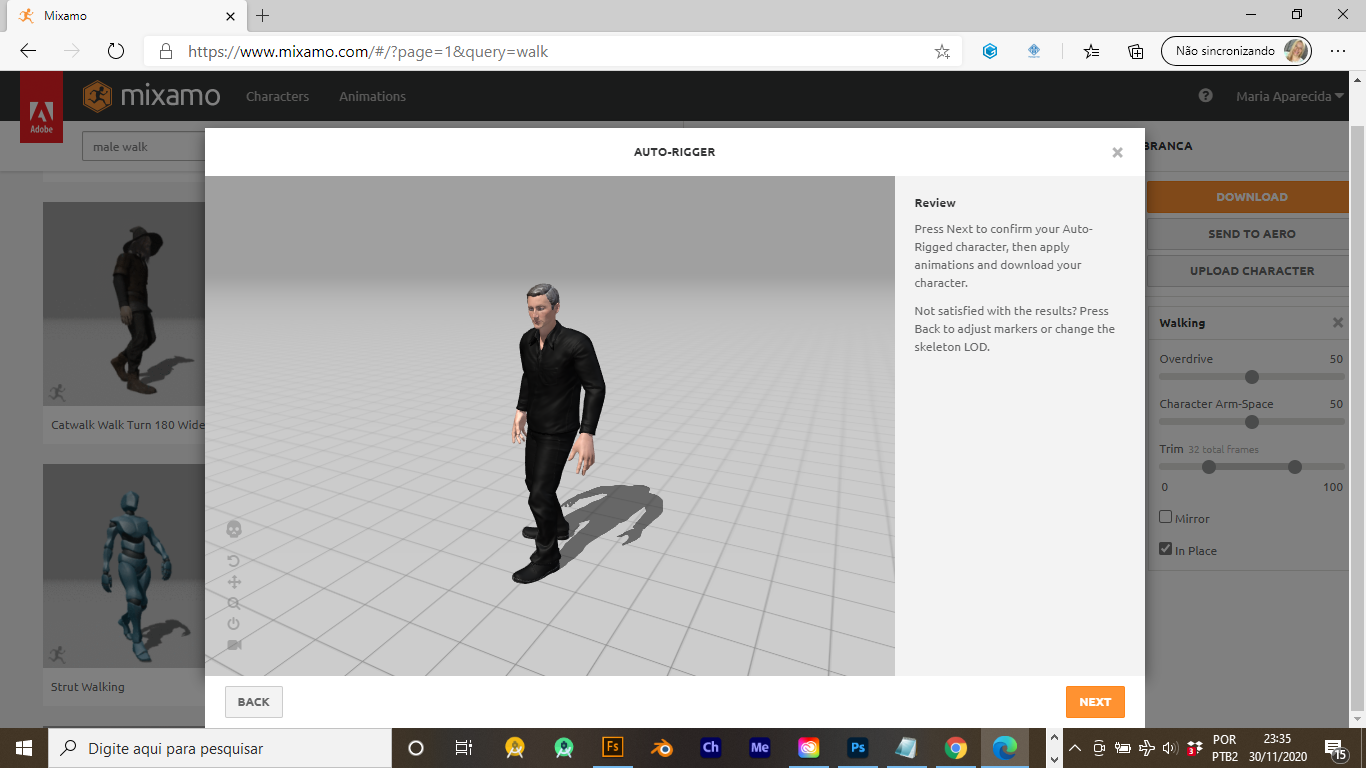 Mixamo
https://www.mixamo.com/#/?page=1&query=walk
Não sincronizando
Adobe
mixamo
Characters
Animations
Maria Aparecida
male walk
AUTO-RIGGER
BRANCA
Review
Press Next to confirm your Auto-
Rigged character, then apply
animations and download your
character.
Not satisfied with the results? Press
Back to adjust markers or change the
skeleton LOD.
DOWNLOAD
SEND TO AERO
UPLOAD CHARACTER
Walking
Overdrive 50
Character Arm-Space 50
Trim 32 total frames
0 100
Mirror
In Place
Catwalk Walk Turn 180 Wide
Strut Walking
BACK
NEXT
Digite aqui para pesquisar
Fs
Ch
Me
Ps
3
POR
PTB2
23:35
30/11/2020
15